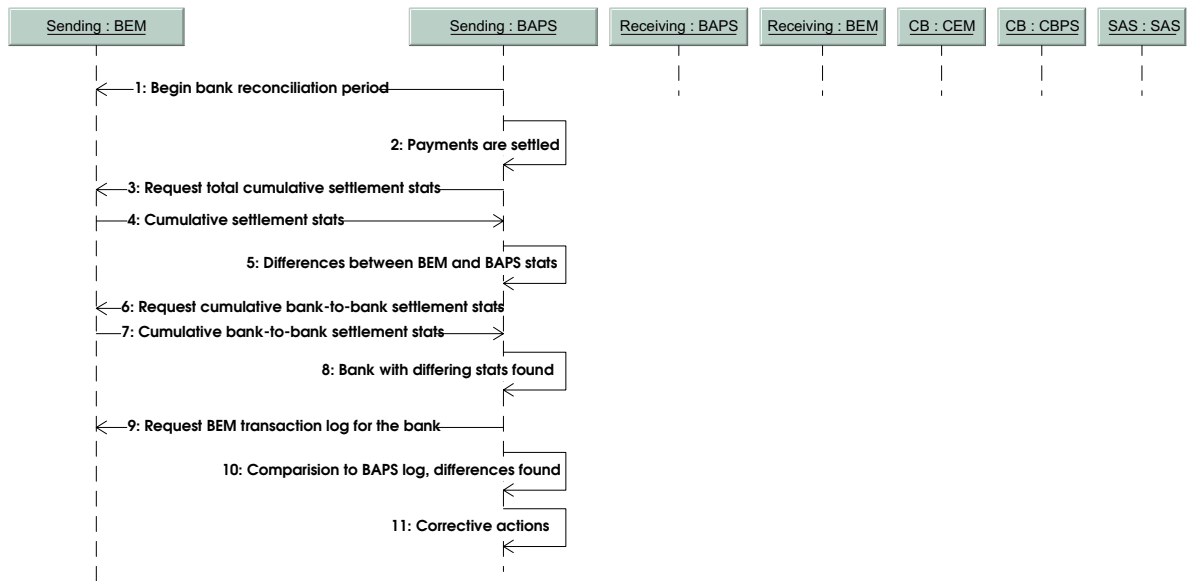 Sending : BEM
Sending : BAPS
Receiving : BAPS
Receiving : BEM
CB : CEM
CB : CBPS
SAS : SAS
1: Begin bank reconciliation period
2: Payments are settled
3: Request total cumulative settlement stats
4: Cumulative settlement stats
5: Differences between BEM and BAPS stats
6: Request cumulative bank-to-bank settlement stats
7: Cumulative bank-to-bank settlement stats
8: Bank with differing stats found
9: Request BEM transaction log for the bank
10: Comparision to BAPS log, differences found
11: Corrective actions